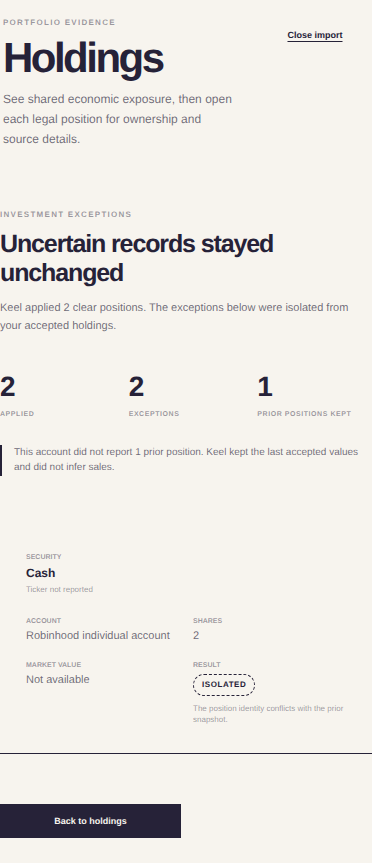 PORTFOLIO EVIDENCE
Close import
Holdings
See shared economic exposure, then open
each legal position for ownership and
source details.
INVESTMENT EXCEPTIONS
Uncertain records stayed
unchanged
Keel applied 2 clear positions. The exceptions below were isolated from
your accepted holdings.
2
APPLIED
2
EXCEPTIONS
1
PRIOR POSITIONS KEPT
This account did not report 1 prior position. Keel kept the last accepted values
and did not infer sales.
SECURITY
Cash
Ticker not reported
ACCOUNT
Robinhood individual account
SHARES
2
MARKET VALUE
Not available
RESULT
ISOLATED
The position identity conflicts with the prior
snapshot.
Back to holdings